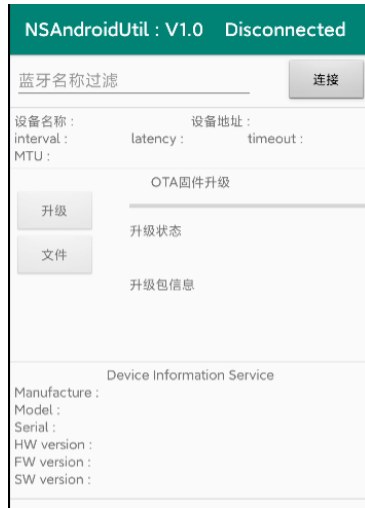 NSAndroidUtil : V1.0 Disconnected
蓝牙名称过滤 连接
设备名称 : 设备地址 :
interval : latency : timeout :
MTU :
OTA固件升级
升级
升级状态
文件
升级包信息
Device Information Service
Manufacture :
Model :
Serial :
HW version :
FW version :
SW version :